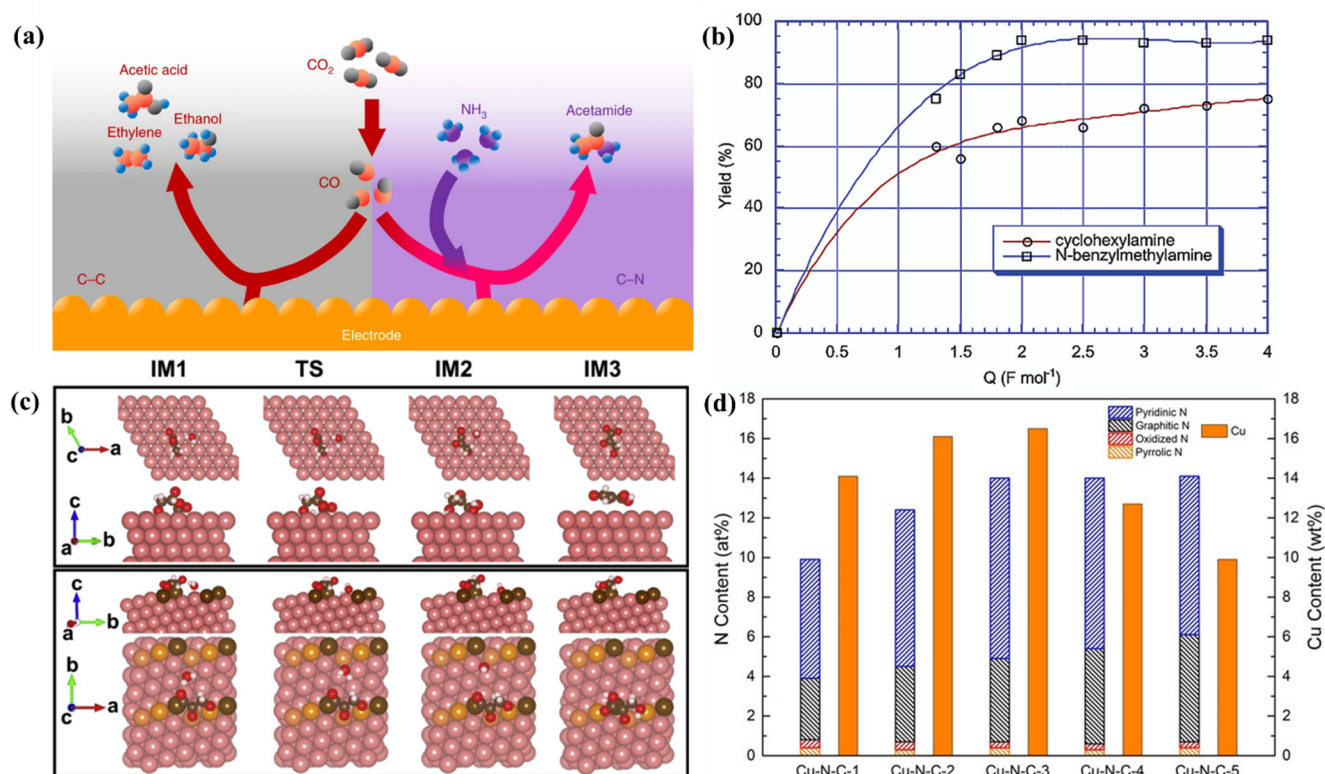 (a)
Acetic acid
CO2
Ethylene
Ethanol
NH3
Acetamide
CO
C–C
C–N
Electrode
(b)
100
80
60
40
20
0
Yield (%)
cyclohexylamine
N-benzylmethylamine
0 0.5 1 1.5 2 2.5 3 3.5 4
Q (F mol-1)
(c)
IM1 TS IM2 IM3
b
c a
c
a b
c
a b
b
c a
(d)
18
16
14
12
10
8
6
4
2
0
N Content (at%)
Pyridinic N
Graphitic N
Oxidized N
Pyrrolic N
Cu
18
16
14
12
10
8
6
4
2
0
Cu Content (wt%)
Cu-N-C-1 Cu-N-C-2 Cu-N-C-3 Cu-N-C-4 Cu-N-C-5